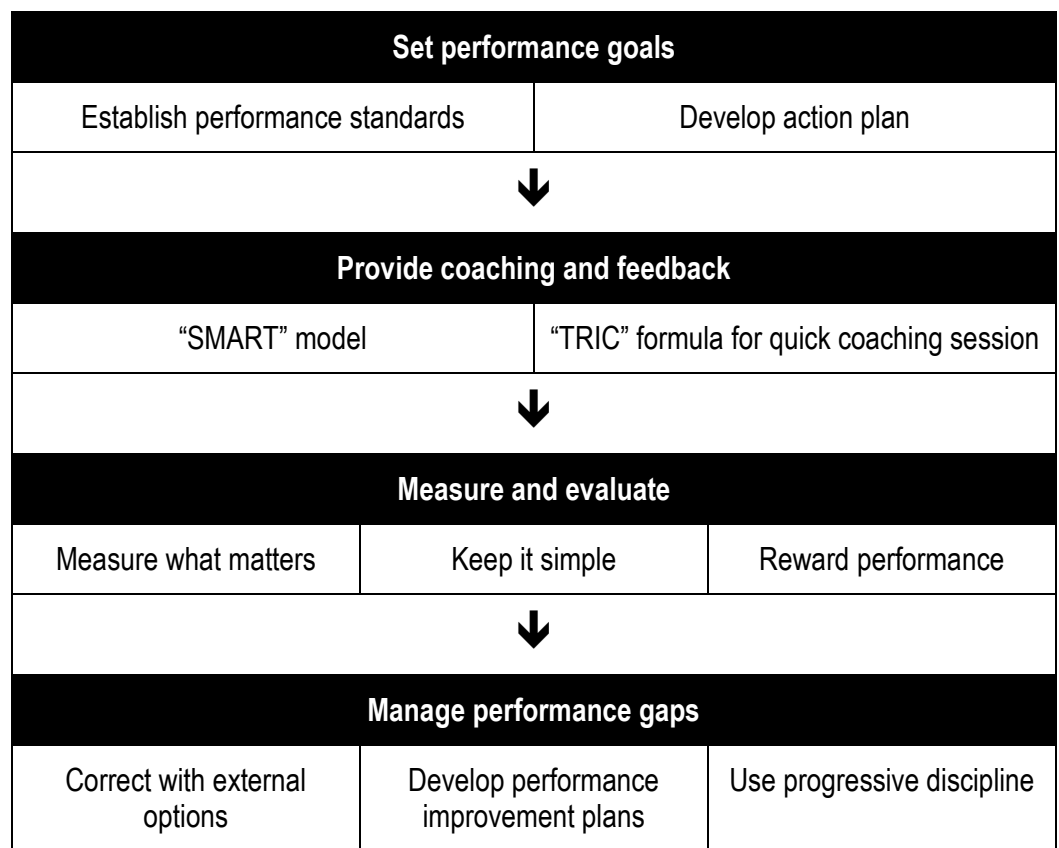 Set performance goals
Establish performance standards
Develop action plan
🡻
Provide coaching and feedback
“SMART” model
“TRIC” formula for quick coaching session
🡻
Measure and evaluate
Measure what matters
Keep it simple
Reward performance
🡻
Manage performance gaps
Correct with external
options
Develop performance
improvement plans
Use progressive discipline